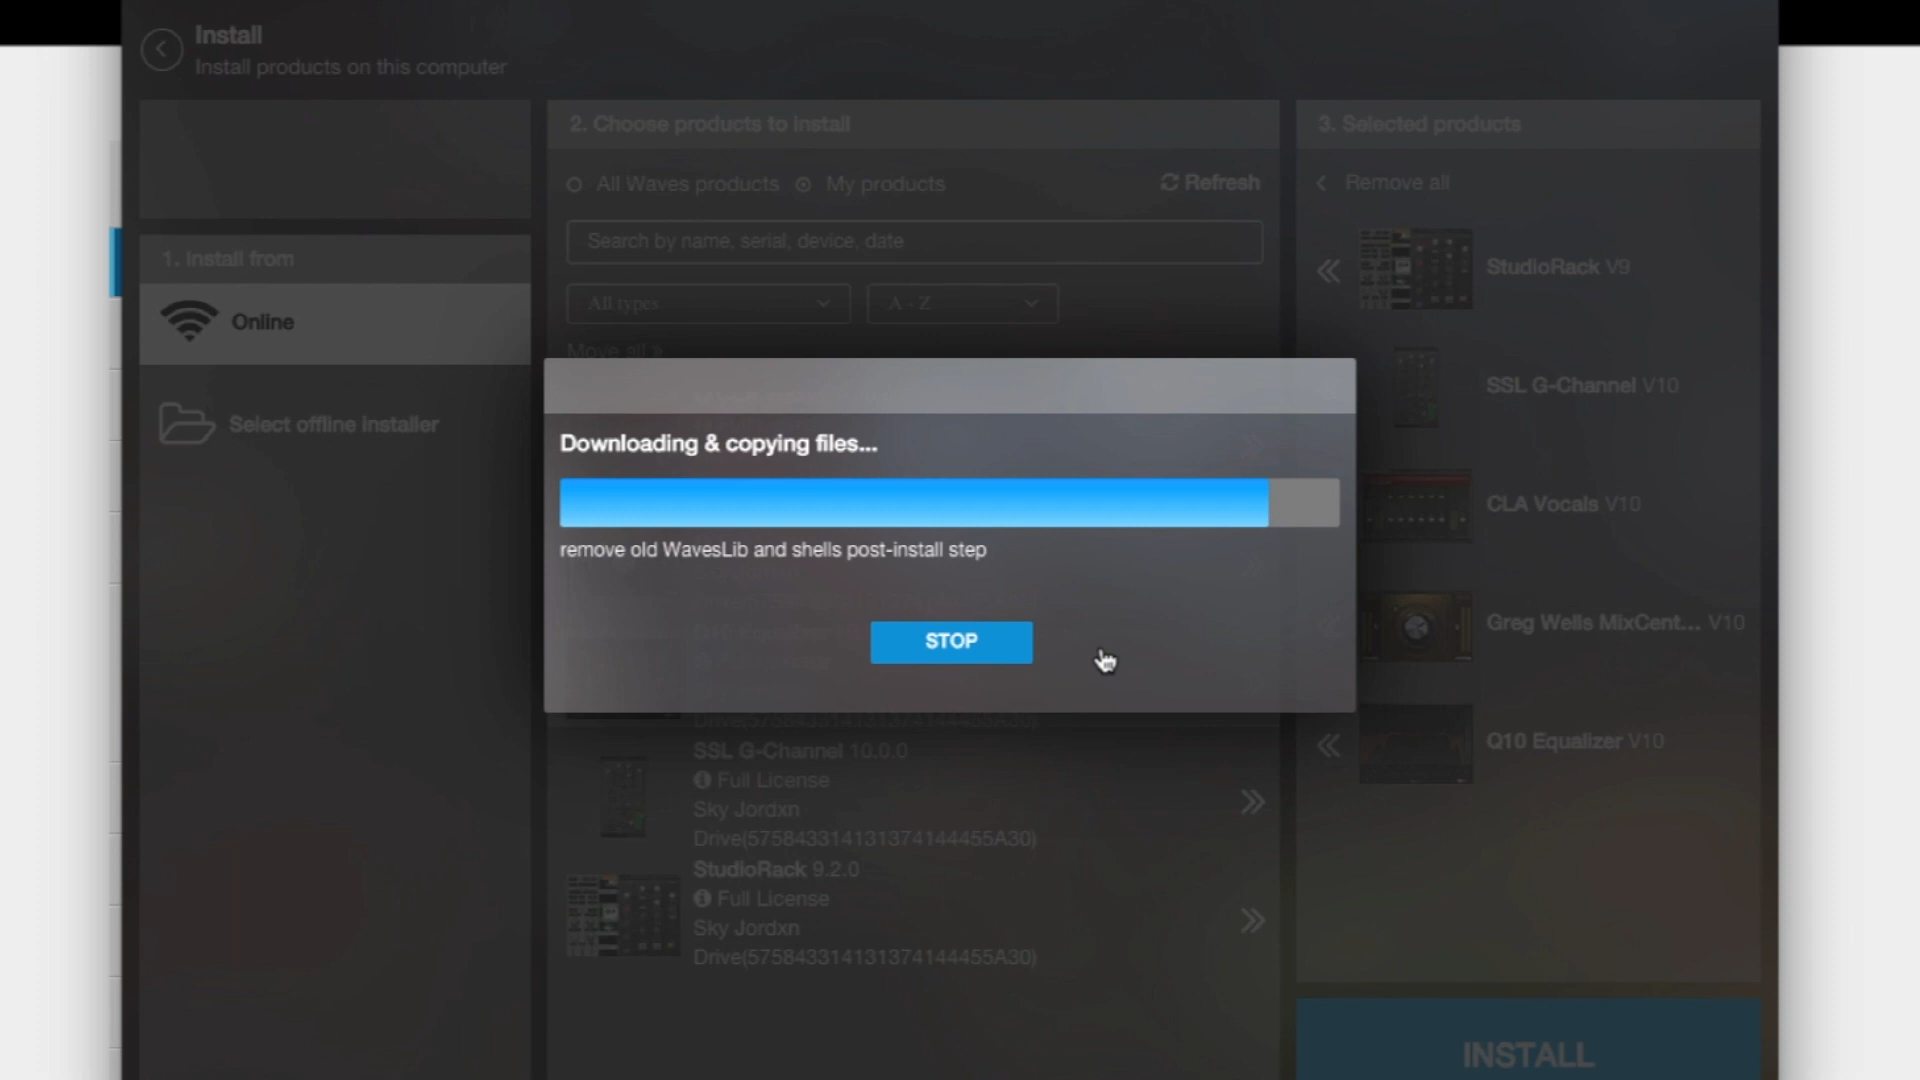 Install
Install products on this computer
1. Install from
Online
Select offline installer
2. Choose products to install
All Waves products
My products
Refresh
Search by name, serial, device, date
All types
A - Z
Move all »
Downloading & copying files...
remove old WavesLib and shells post-install step
STOP
Drive(575843314131374144455A30)
SSL G-Channel 10.0.0
Full License
Sky Jordxn
Drive(575843314131374144455A30)
StudioRack 9.2.0
Full License
Sky Jordxn
Drive(575843314131374144455A30)
3. Selected products
Remove all
StudioRack V9
SSL G-Channel V10
CLA Vocals V10
Greg Wells MixCent... V10
Q10 Equalizer V10
INSTALL